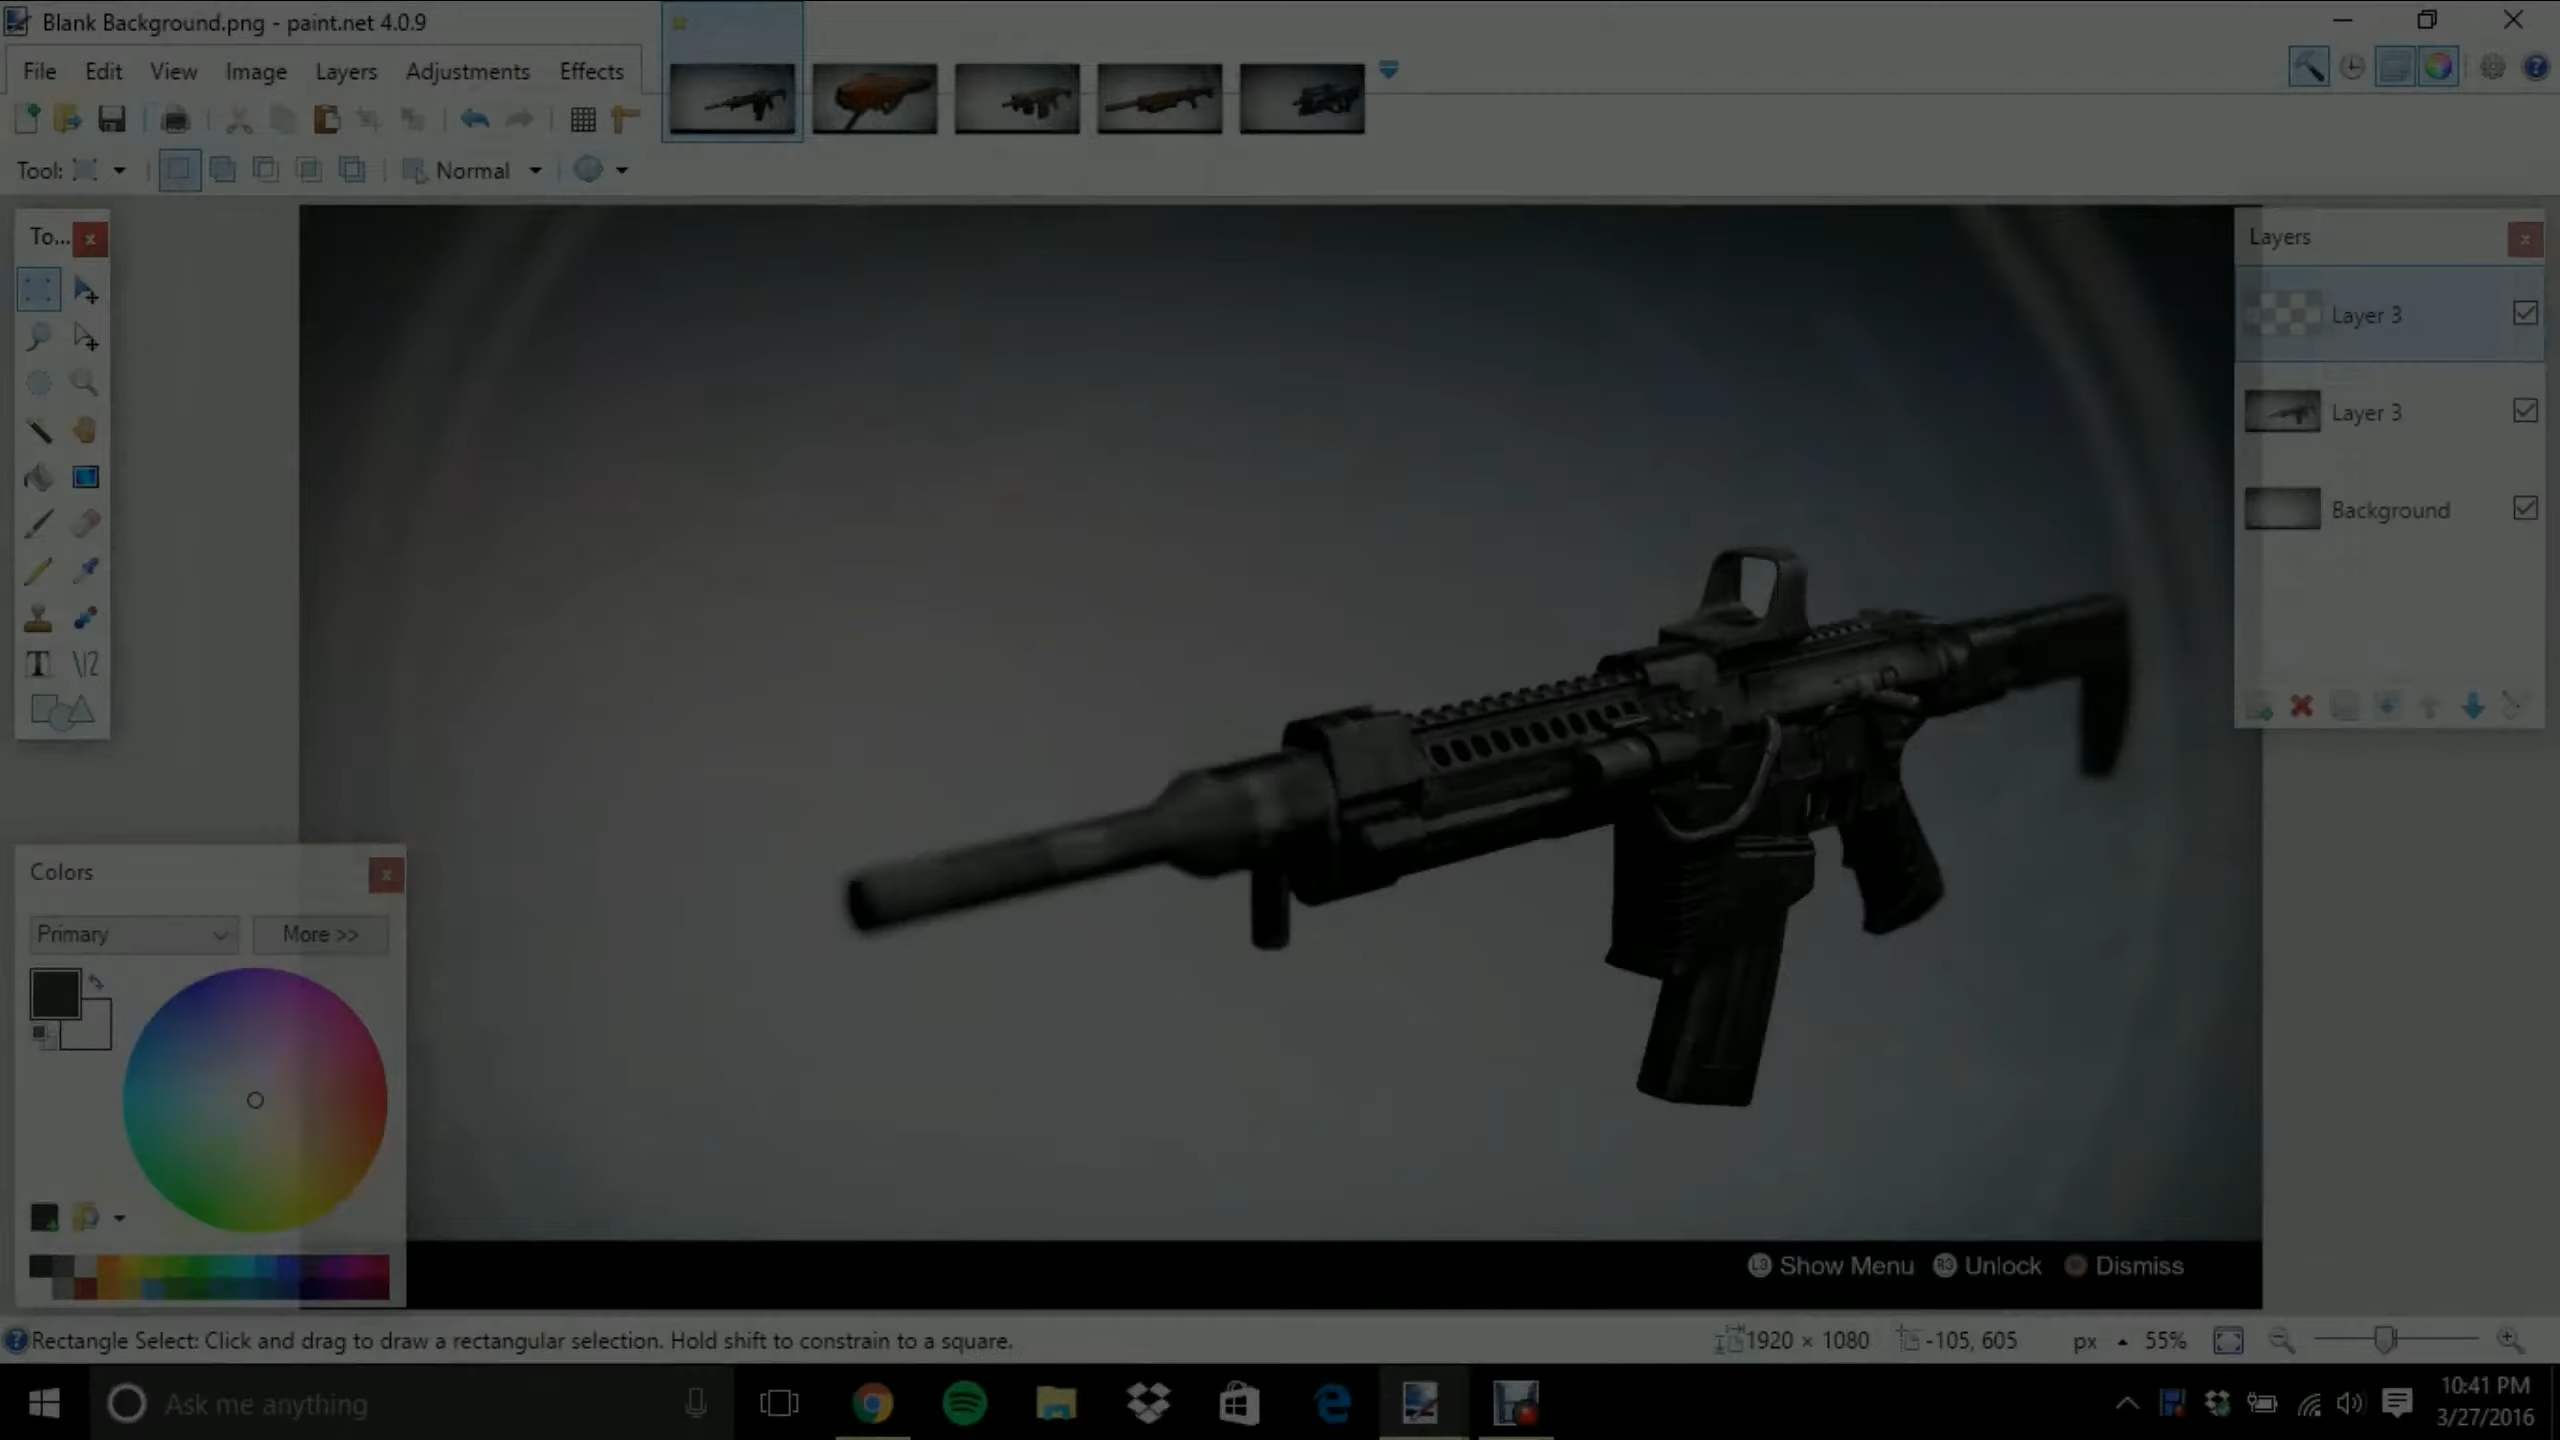 Blank Background.png - paint.net 4.0.9
File Edit View Image Layers Adjustments Effects
Tool: Normal
To...
Layers
Layer 3
Layer 3
Background
Colors
Primary More >>
L3 Show Menu R3 Unlock Dismiss
Rectangle Select: Click and drag to draw a rectangular selection. Hold shift to constrain to a square.
1920 × 1080 -105, 605 px 55%
Ask me anything
10:41 PM
3/27/2016